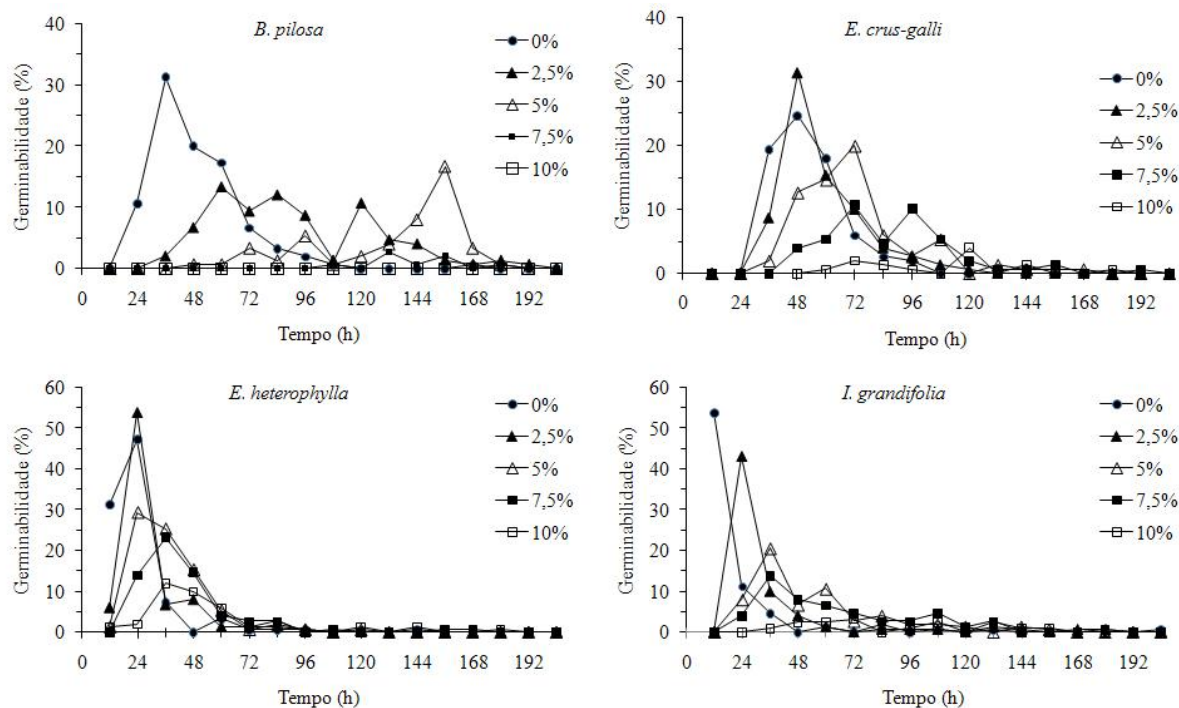 B. pilosa
40
30
20
10
0
Germinabilidade (%)
0 24 48 72 96 120 144 168 192
Tempo (h)
0%
2,5%
5%
7,5%
10%
E. crus-galli
40
30
20
10
0
Germinabilidade (%)
0 24 48 72 96 120 144 168 192
Tempo (h)
0%
2,5%
5%
7,5%
10%
E. heterophylla
60
50
40
30
20
10
0
Germinabilidade (%)
0 24 48 72 96 120 144 168 192
Tempo (h)
0%
2,5%
5%
7,5%
10%
I. grandifolia
60
50
40
30
20
10
0
Germinabilidade (%)
0 24 48 72 96 120 144 168 192
Tempo (h)
0%
2,5%
5%
7,5%
10%